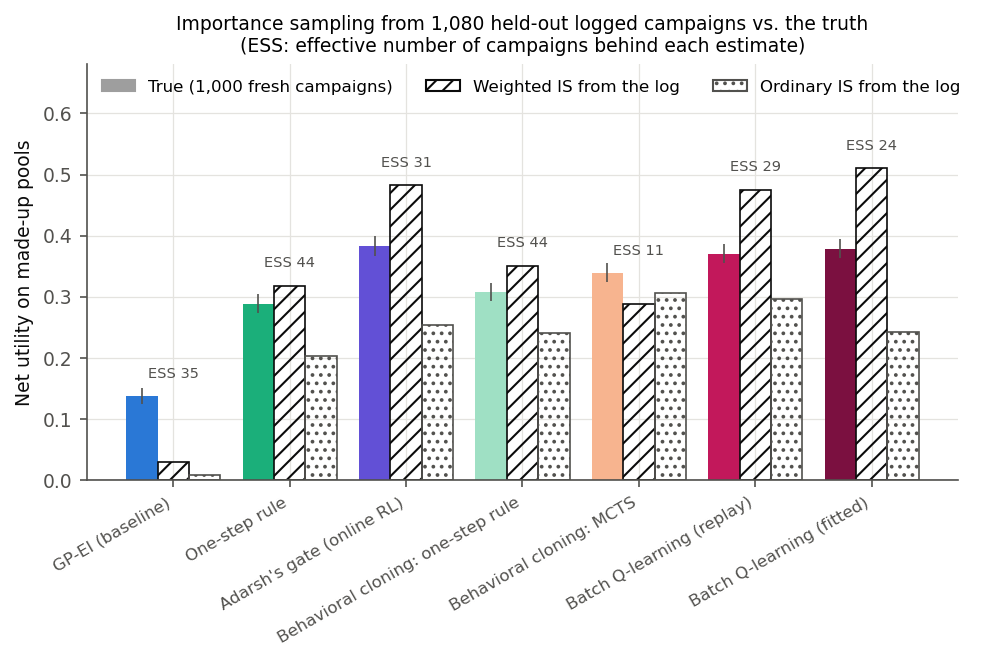 Importance sampling from 1,080 held-out logged campaigns vs. the truth
(ESS: effective number of campaigns behind each estimate)
True (1,000 fresh campaigns)
Weighted IS from the log
Ordinary IS from the log
Net utility on made-up pools
0.6
0.5
0.4
0.3
0.2
0.1
0.0
ESS 35
ESS 44
ESS 31
ESS 44
ESS 11
ESS 29
ESS 24
GP-EI (baseline)
One-step rule
Adarsh's gate (online RL)
Behavioral cloning: one-step rule
Behavioral cloning: MCTS
Batch Q-learning (replay)
Batch Q-learning (fitted)